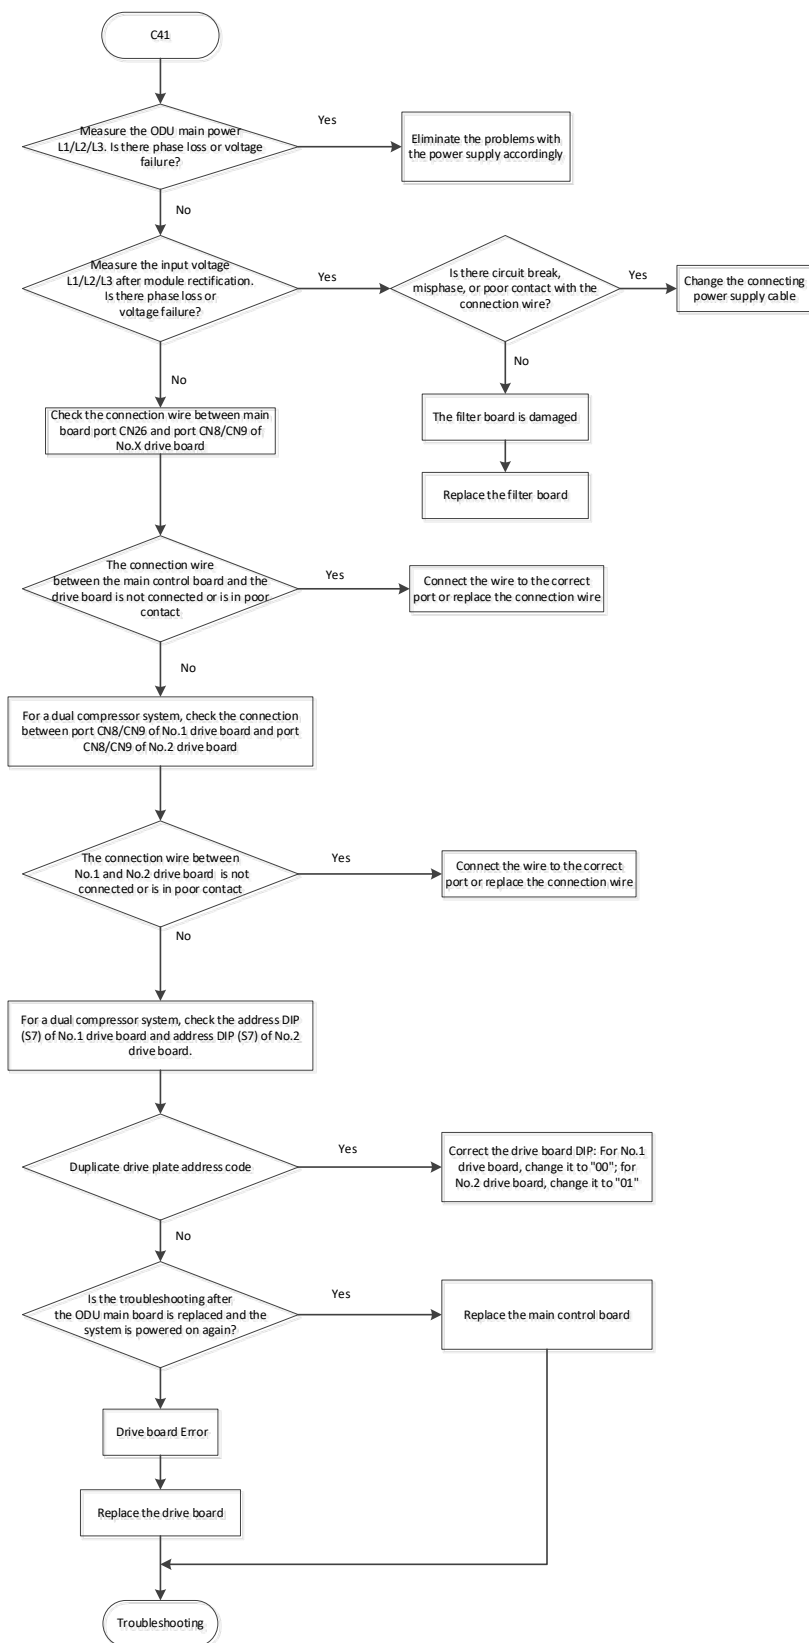 C41
Measure the ODU main power
L1/L2/L3. Is there phase loss or voltage
failure?
Yes
Eliminate the problems with
the power supply accordingly
No
Measure the input voltage
L1/L2/L3 after module rectification.
Is there phase loss or
voltage failure?
Yes
Is there circuit break,
misphase, or poor contact with the
connection wire?
Yes
Change the connecting
power supply cable
No
No
Check the connection wire between main
board port CN26 and port CN8/CN9 of
No.X drive board
The filter board is damaged
Replace the filter board
The connection wire
between the main control board and the
drive board is not connected or is in poor
contact
Yes
Connect the wire to the correct
port or replace the connection wire
No
For a dual compressor system, check the connection
between port CN8/CN9 of No.1 drive board and port
CN8/CN9 of No.2 drive board
The connection wire between
No.1 and No.2 drive board is not
connected or is in poor contact
Yes
Connect the wire to the correct
port or replace the connection wire
No
For a dual compressor system, check the address DIP
(S7) of No.1 drive board and address DIP (S7) of No.2
drive board.
Duplicate drive plate address code
Yes
Correct the drive board DIP: For No.1
drive board, change it to "00"; for
No.2 drive board, change it to "01"
No
Is the troubleshooting after
the ODU main board is replaced and the
system is powered on again?
Yes
Replace the main control board
Drive board Error
Replace the drive board
Troubleshooting